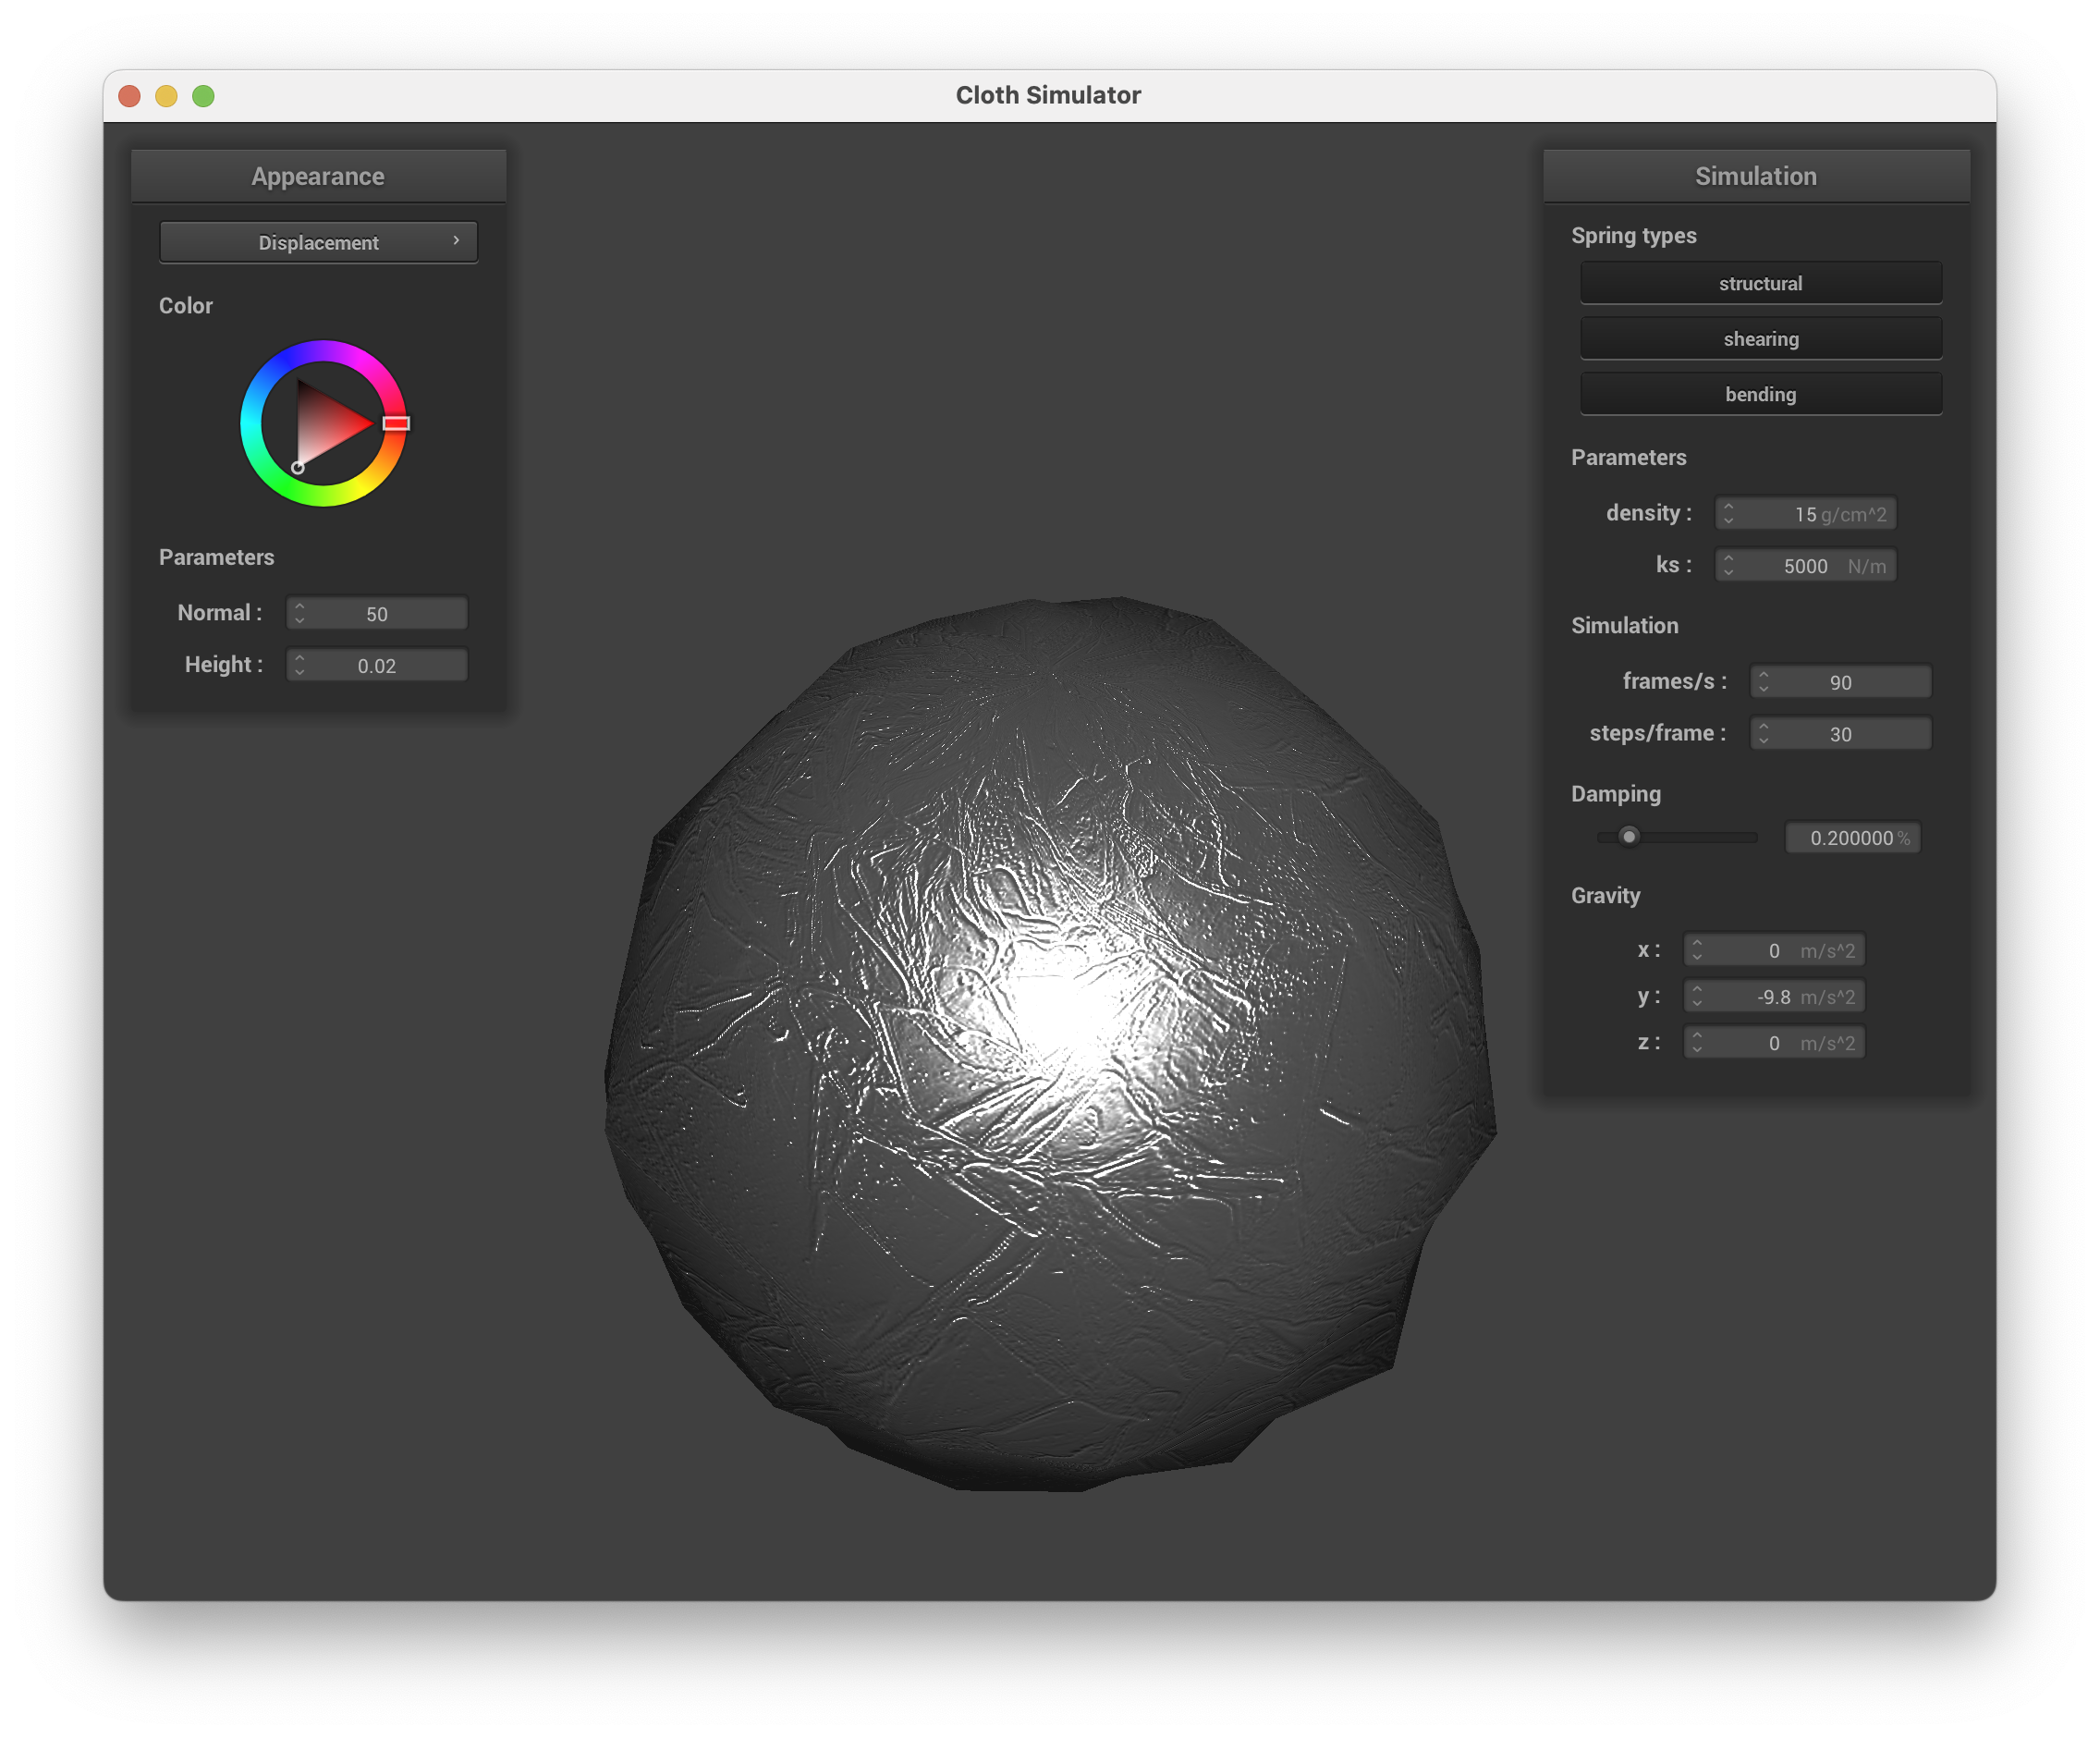 Cloth Simulator
Appearance
Displacement
Color
Parameters
Normal : 50
Height : 0.02
Simulation
Spring types
structural
shearing
bending
Parameters
density : 15 g/cm^2
ks : 5000 N/m
Simulation
frames/s : 90
steps/frame : 30
Damping
0.200000 %
Gravity
x : 0 m/s^2
y : -9.8 m/s^2
z : 0 m/s^2